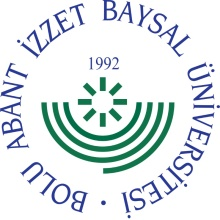 BOLU ABANT İZZET BAYSAL ÜNİVERSİTESİ •
1992